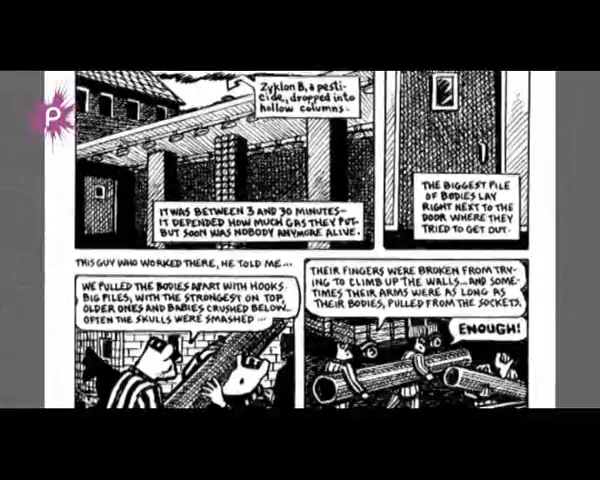 P
Zyklon B, a pesti-
cide, dropped into
hollow columns.
IT WAS BETWEEN 3 AND 30 MINUTES-
IT DEPENDED HOW MUCH GAS THEY PUT-
BUT SOON WAS NOBODY ANYMORE ALIVE.
THE BIGGEST PILE
OF BODIES LAY
RIGHT NEXT TO THE
DOOR WHERE THEY
TRIED TO GET OUT.
THIS GUY WHO WORKED THERE, HE TOLD ME...
WE PULLED THE BODIES APART WITH HOOKS.
BIG PILES, WITH THE STRONGEST ON TOP,
OLDER ONES AND BABIES CRUSHED BELOW...
OFTEN THE SKULLS WERE SMASHED...
THEIR FINGERS WERE BROKEN FROM TRY-
ING TO CLIMB UP THE WALLS...AND SOME-
TIMES THEIR ARMS WERE AS LONG AS
THEIR BODIES, PULLED FROM THE SOCKETS.
ENOUGH!